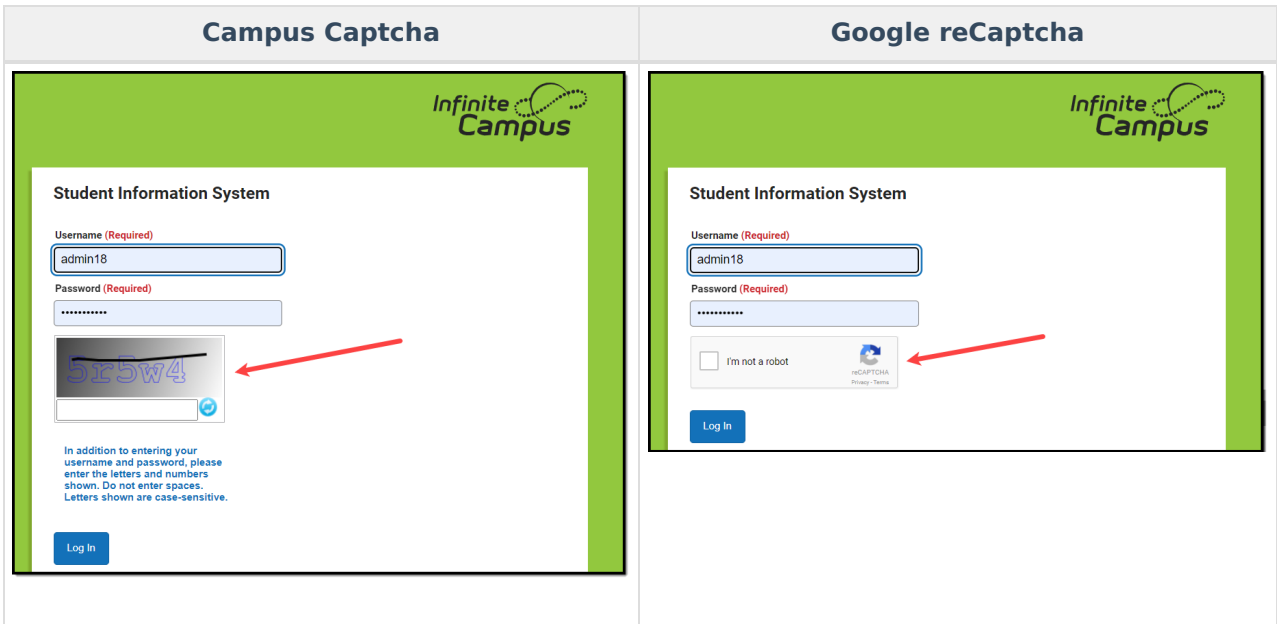 Campus Captcha
Infinite
Campus
Student Information System
Username (Required)
admin18
Password (Required)
•••••••••••
5r5w4
In addition to entering your
username and password, please
enter the letters and numbers
shown. Do not enter spaces.
Letters shown are case-sensitive.
Log In
Google reCaptcha
Infinite
Campus
Student Information System
Username (Required)
admin18
Password (Required)
•••••••••••
I'm not a robot
reCAPTCHA
Privacy - Terms
Log In